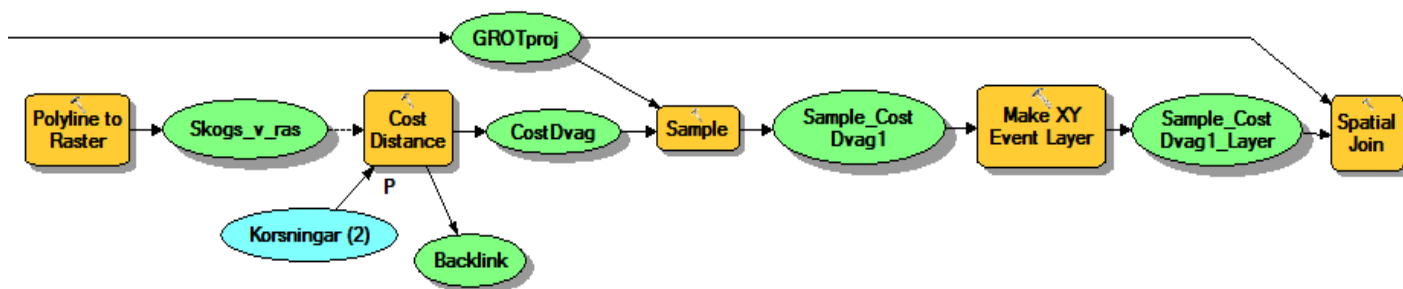 GROTproj
Polyline to
Raster
Skogs_v_ras
Cost
Distance
CostDvag
Sample
Sample_Cost
Dvag1
Make XY
Event Layer
Sample_Cost
Dvag1_Layer
Spatial
Join
P
Korsningar (2)
Backlink